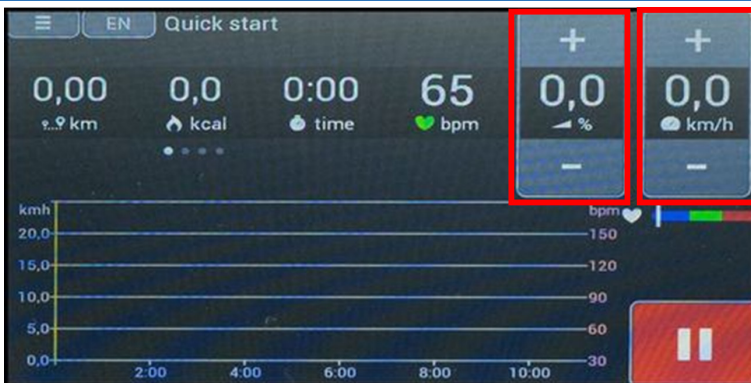 EN Quick start
+ +
0,00 0,0 0:00 65 0,0 0,0
km kcal time bpm % km/h
- -
kmh bpm
20,0 150
15,0 120
10,0 90
5,0 60
0,0 30
2:00 4:00 6:00 8:00 10:00